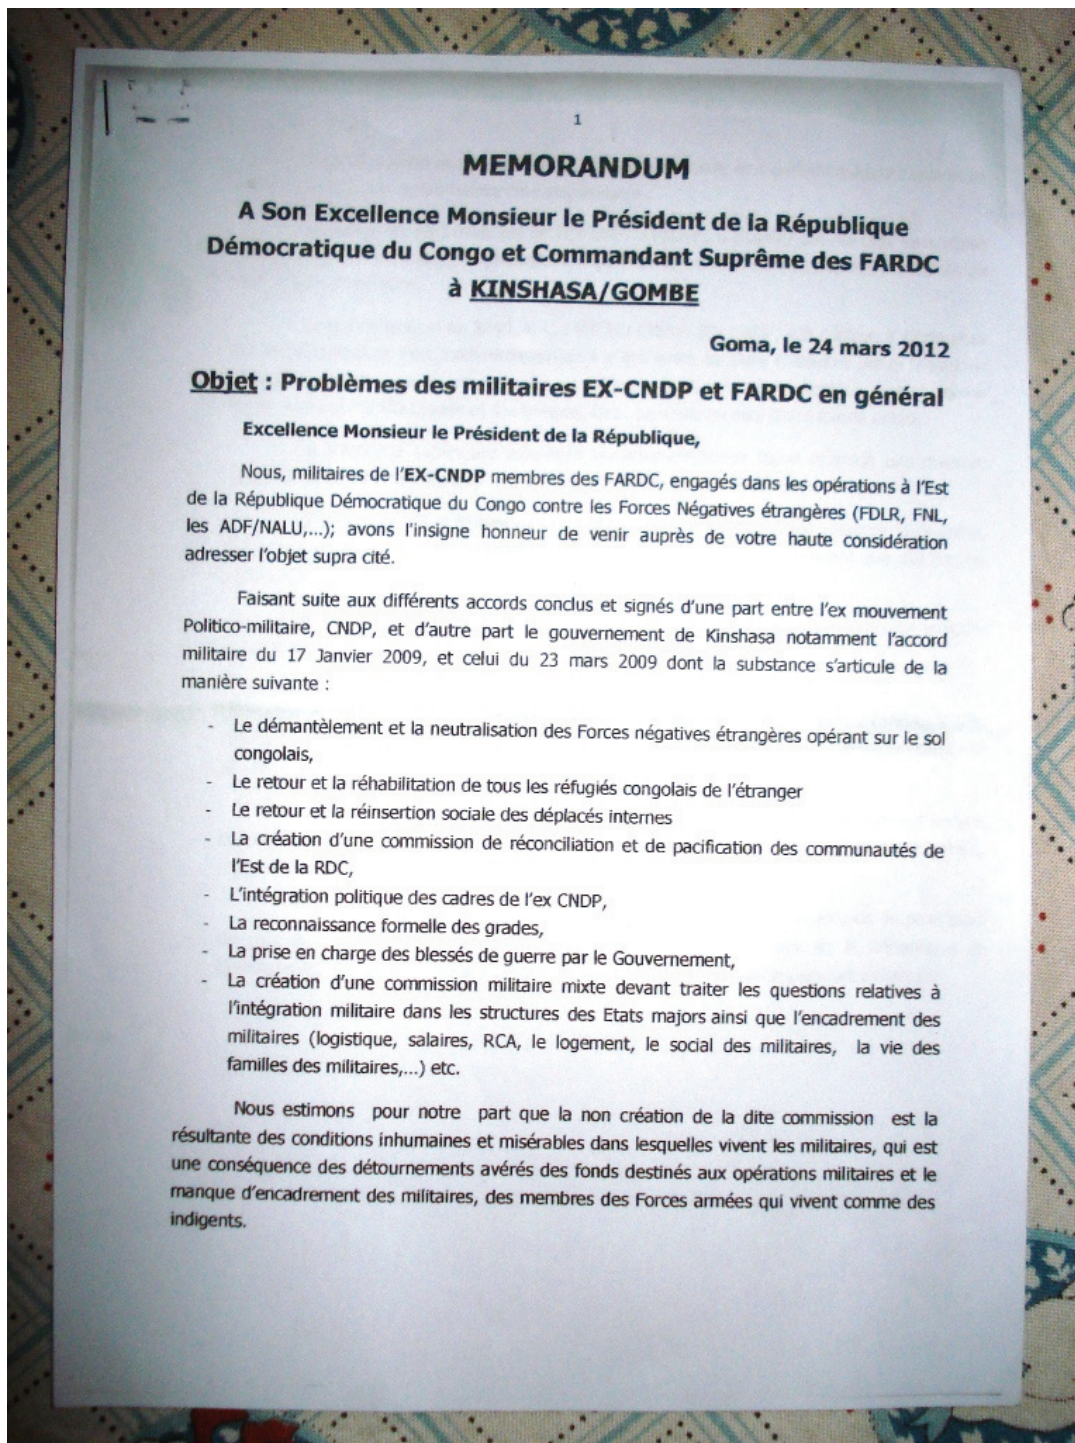 1
MEMORANDUM
A Son Excellence Monsieur le Président de la République
Démocratique du Congo et Commandant Suprême des FARDC
à KINSHASA/GOMBE
Goma, le 24 mars 2012
Objet : Problèmes des militaires EX-CNDP et FARDC en général
Excellence Monsieur le Président de la République,
Nous, militaires de l'EX-CNDP membres des FARDC, engagés dans les opérations à l'Est
de la République Démocratique du Congo contre les Forces Négatives étrangères (FDLR, FNL,
les ADF/NALU,...); avons l'insigne honneur de venir auprès de votre haute considération
adresser l'objet supra cité.
Faisant suite aux différents accords conclus et signés d'une part entre l'ex mouvement
Politico-militaire, CNDP, et d'autre part le gouvernement de Kinshasa notamment l'accord
militaire du 17 Janvier 2009, et celui du 23 mars 2009 dont la substance s'articule de la
manière suivante :
- Le démantèlement et la neutralisation des Forces négatives étrangères opérant sur le sol
congolais,
- Le retour et la réhabilitation de tous les réfugiés congolais de l'étranger
- Le retour et la réinsertion sociale des déplacés internes
- La création d'une commission de réconciliation et de pacification des communautés de
l'Est de la RDC,
- L'intégration politique des cadres de l'ex CNDP,
- La reconnaissance formelle des grades,
- La prise en charge des blessés de guerre par le Gouvernement,
- La création d'une commission militaire mixte devant traiter les questions relatives à
l'intégration militaire dans les structures des Etats majors ainsi que l'encadrement des
militaires (logistique, salaires, RCA, le logement, le social des militaires, la vie des
familles des militaires,...) etc.
Nous estimons pour notre part que la non création de la dite commission est la
résultante des conditions inhumaines et misérables dans lesquelles vivent les militaires, qui est
une conséquence des détournements avérés des fonds destinés aux opérations militaires et le
manque d'encadrement des militaires, des membres des Forces armées qui vivent comme des
indigents.